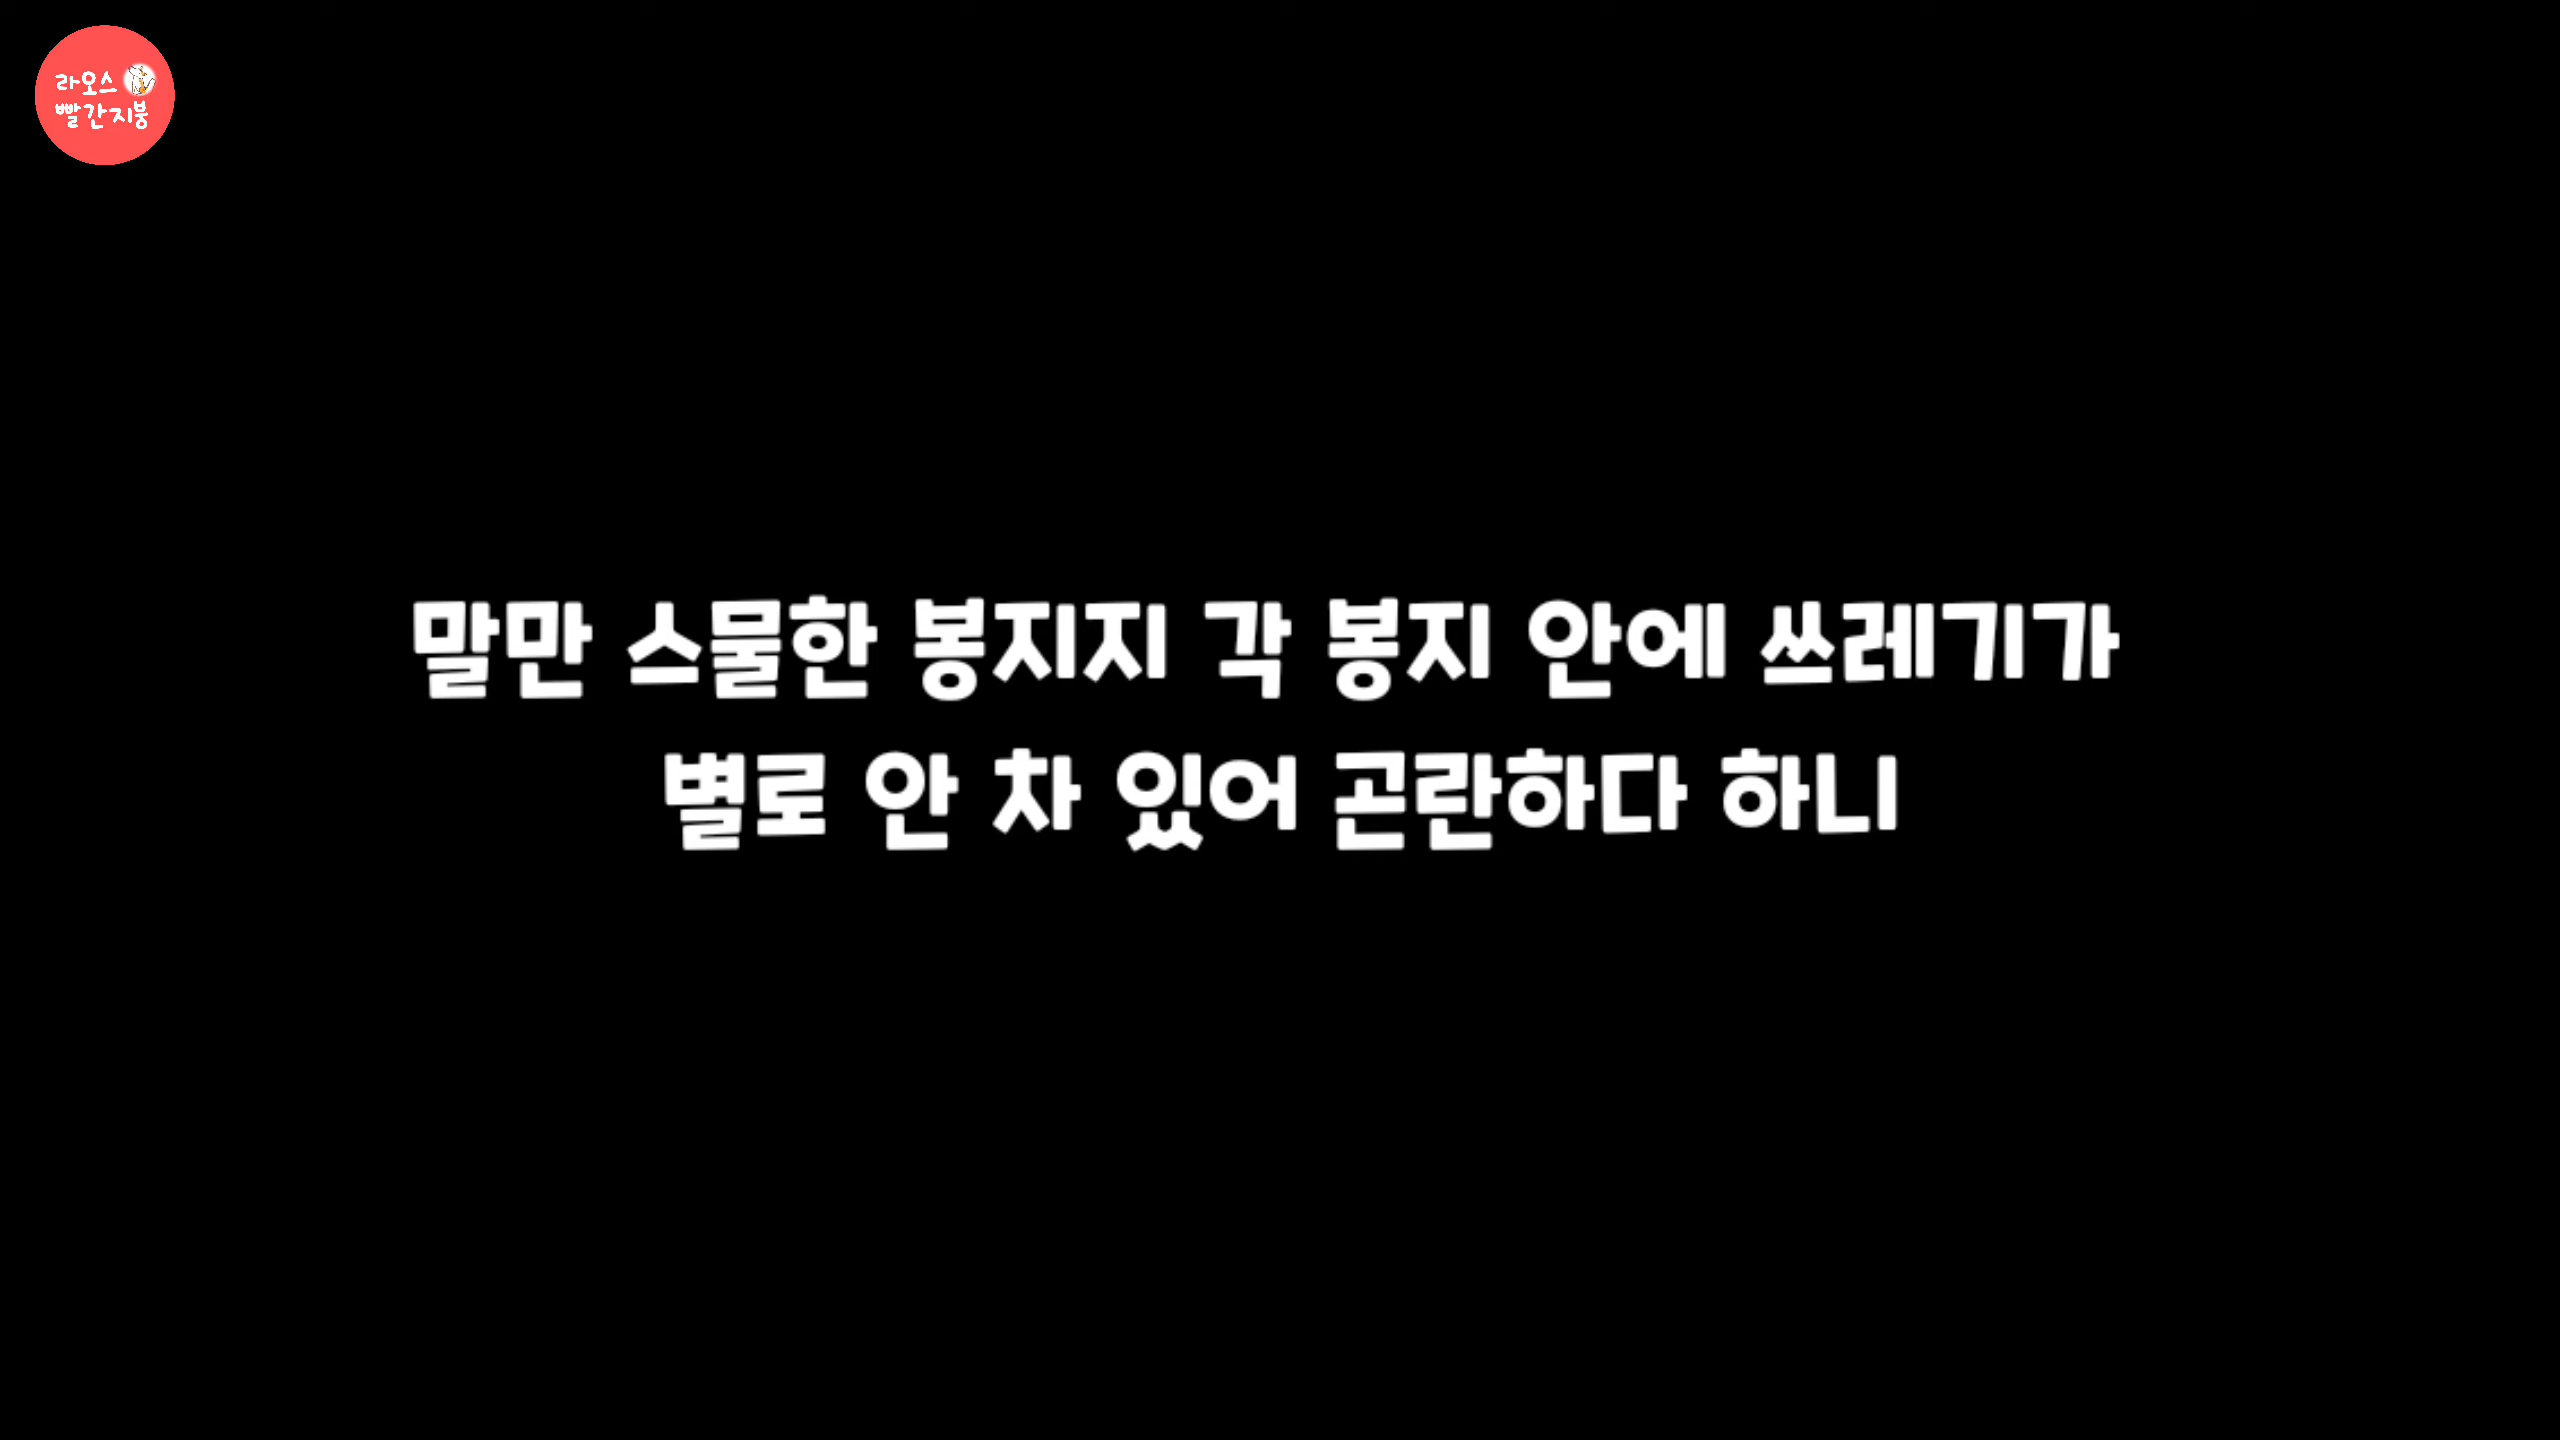 라오스
빨간지붕
말만 스물한 봉지지 각 봉지 안에 쓰레기가
별로 안 차 있어 곤란하다 하니